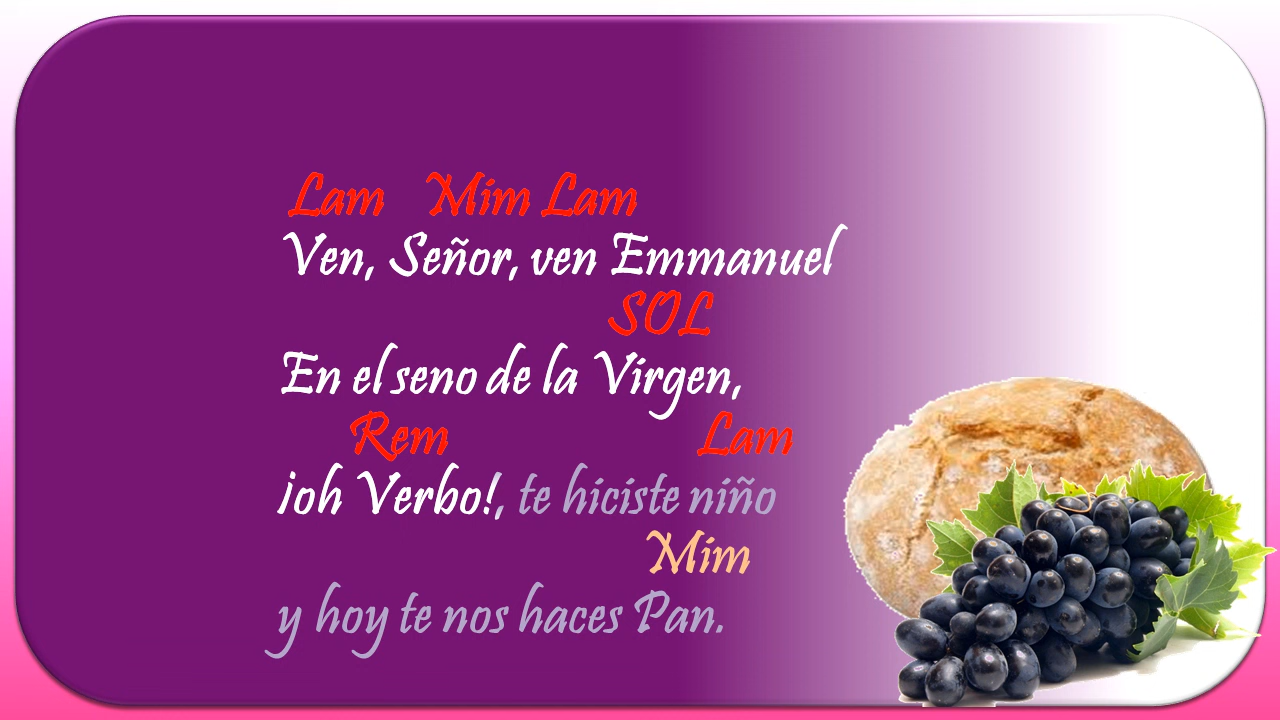 Lam Mim Lam
Ven, Señor, ven Emmanuel
SOL
En el seno de la Virgen,
Rem Lam
¡oh Verbo!, te hiciste niño
Mim
y hoy te nos haces Pan.